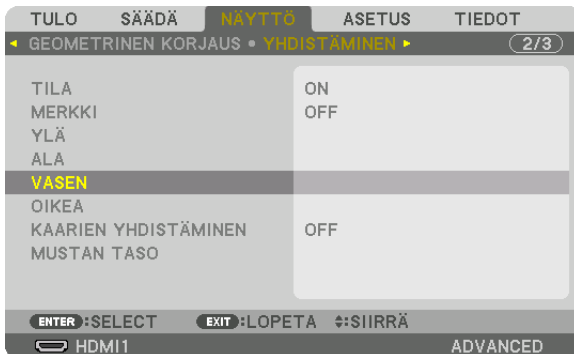 TULO SÄÄDÄ NÄYTTÖ ASETUS TIEDOT
GEOMETRINEN KORJAUS • YHDISTÄMINEN 2/3
TILA ON
MERKKI OFF
YLÄ
ALA
VASEN
OIKEA
KAARIEN YHDISTÄMINEN OFF
MUSTAN TASO
ENTER :SELECT EXIT :LOPETA :SIIRRÄ
HDMI1 ADVANCED